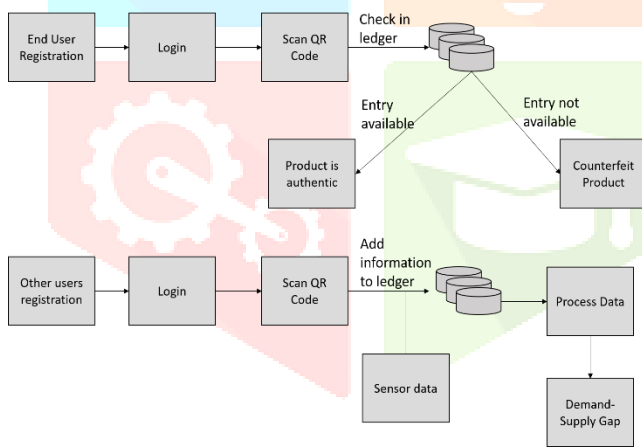 End User
Registration
Login
Scan QR
Code
Check in
ledger
Entry
available
Entry not
available
Product is
authentic
Counterfeit
Product
Other users
registration
Login
Scan QR
Code
Add
information
to ledger
Process Data
Sensor data
Demand-
Supply Gap